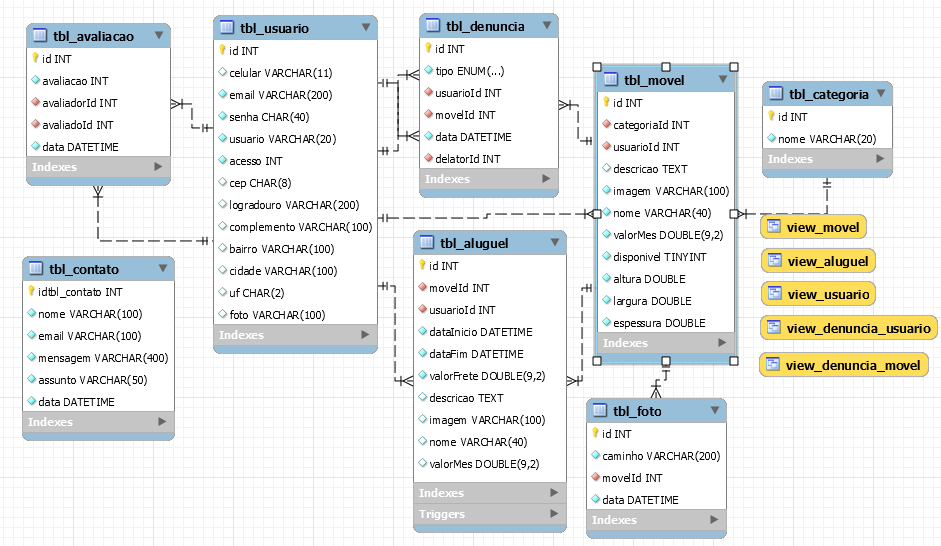 tbl_avaliacao
id INT
avaliacao INT
avaliadorId INT
avaliadoId INT
data DATETIME
Indexes
tbl_contato
idtbl_contato INT
nome VARCHAR(100)
email VARCHAR(100)
mensagem VARCHAR(400)
assunto VARCHAR(50)
data DATETIME
Indexes
tbl_usuario
id INT
celular VARCHAR(11)
email VARCHAR(200)
senha CHAR(40)
usuario VARCHAR(20)
acesso INT
cep CHAR(8)
logradouro VARCHAR(200)
complemento VARCHAR(100)
bairro VARCHAR(100)
cidade VARCHAR(100)
uf CHAR(2)
foto VARCHAR(100)
Indexes
tbl_denuncia
id INT
tipo ENUM(...)
usuarioId INT
movelId INT
data DATETIME
delatorId INT
Indexes
tbl_aluguel
id INT
movelId INT
usuarioId INT
dataInicio DATETIME
dataFim DATETIME
valorFrete DOUBLE(9,2)
descricao TEXT
imagem VARCHAR(100)
nome VARCHAR(40)
valorMes DOUBLE(9,2)
Indexes
Triggers
tbl_movel
id INT
categoriaId INT
usuarioId INT
descricao TEXT
imagem VARCHAR(100)
nome VARCHAR(40)
valorMes DOUBLE(9,2)
disponivel TINYINT
altura DOUBLE
largura DOUBLE
espessura DOUBLE
Indexes
tbl_foto
id INT
caminho VARCHAR(200)
movelId INT
data DATETIME
Indexes
tbl_categoria
id INT
nome VARCHAR(20)
Indexes
view_movel
view_aluguel
view_usuario
view_denuncia_usuario
view_denuncia_movel